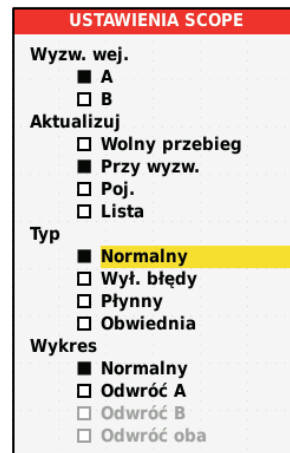 USTAWIENIA SCOPE
Wyzw. wej.
A
B
Aktualizuj
Wolny przebieg
Przy wyzw.
Poj.
Lista
Typ
Normalny
Wył. błędy
Płynny
Obwiednia
Wykres
Normalny
Odwróć A
Odwróć B
Odwróć oba